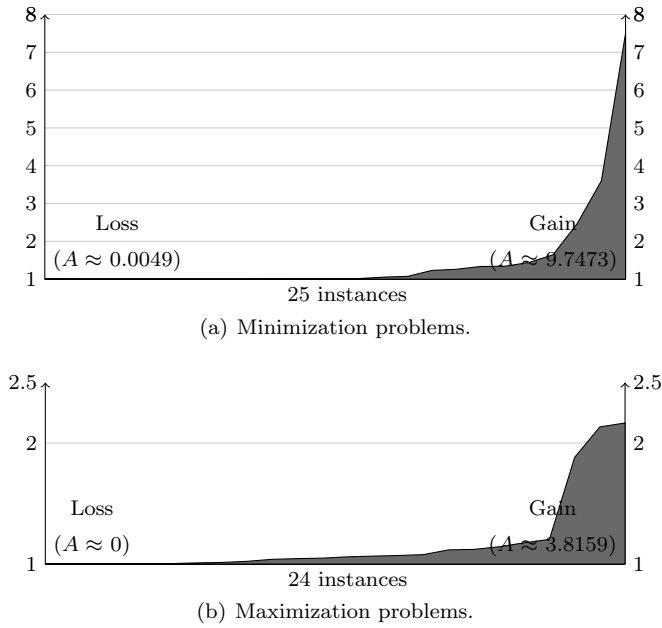 8 8
7 7
6 6
5 5
4 4
3 3
Loss Gain
2 2
(A ≈ 0.0049) (A ≈ 9.7473)
1 1
25 instances
(a) Minimization problems.
2.5 2.5
2 2
Loss Gain
(A ≈ 0) (A ≈ 3.8159)
1 1
24 instances
(b) Maximization problems.